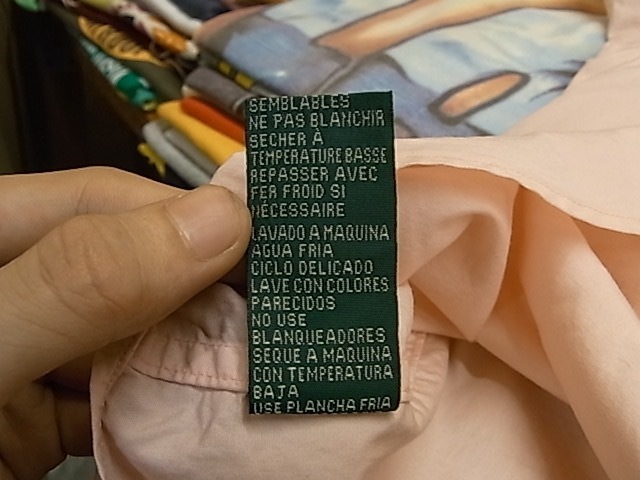 SEMBLABLES
NE PAS BLANCHIR
SECHER À
TEMPERATURE BASSE
REPASSER AVEC
FER FROID SI
NÉCESSAIRE
LAVADO A MAQUINA
AGUA FRIA
CICLO DELICADO
LAVE CON COLORES
PARECIDOS
NO USE
BLANQUEADORES
SEQUE A MAQUINA
CON TEMPERATURA
BAJA
USE PLANCHA FRIA